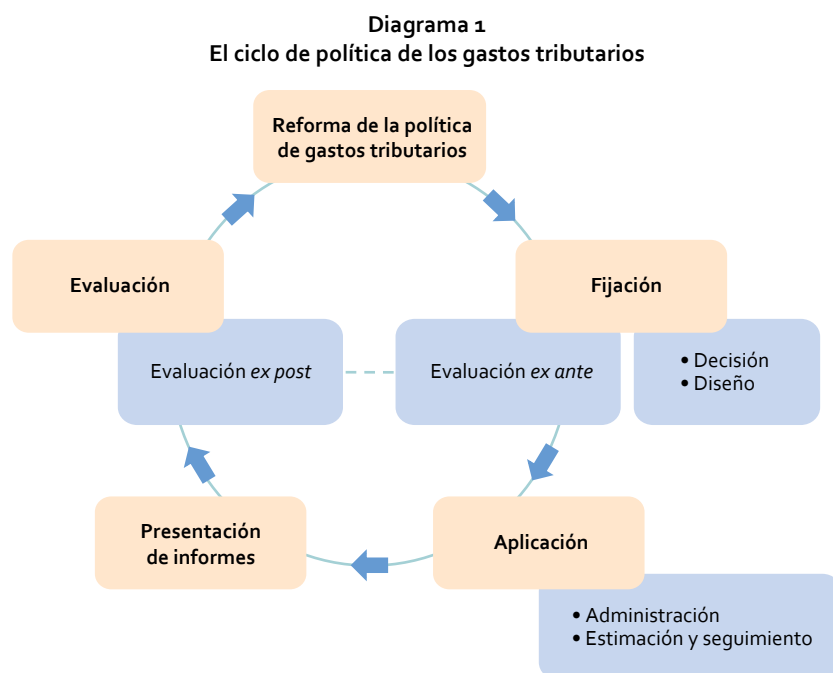 Diagrama 1
El ciclo de política de los gastos tributarios
Reforma de la política
de gastos tributarios
Evaluación
Fijación
Evaluación ex post
Evaluación ex ante
• Decisión
• Diseño
Presentación
de informes
Aplicación
• Administración
• Estimación y seguimiento